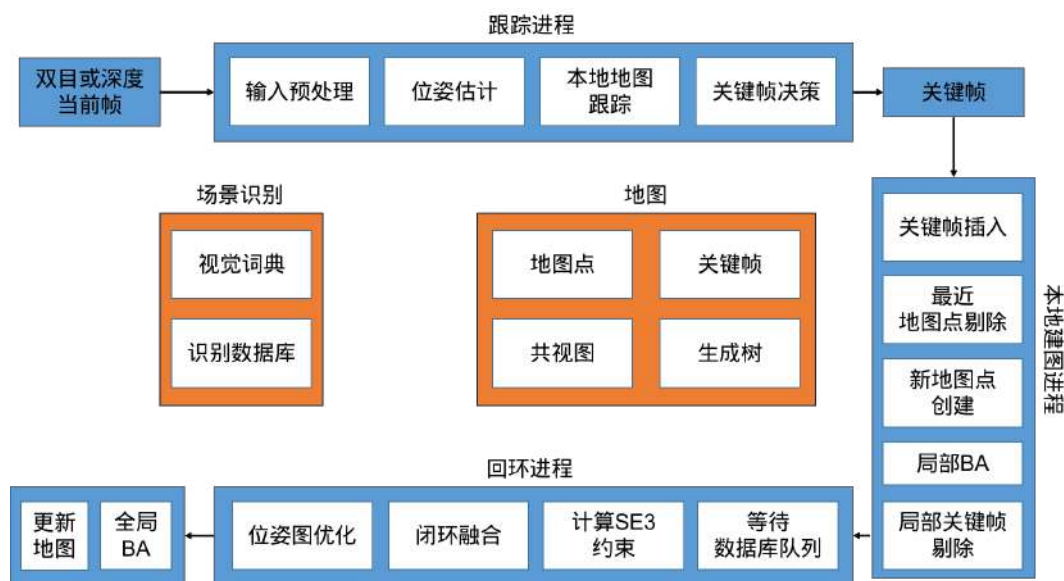 跟踪进程
双目或深度
当前帧
输入预处理
位姿估计
本地地图
跟踪
关键帧决策
关键帧
场景识别
视觉词典
识别数据库
地图
地图点
关键帧
共视图
生成树
本地建图进程
关键帧插入
最近
地图点剔除
新地图点
创建
局部BA
局部关键帧
剔除
回环进程
等待
数据库队列
计算SE3
约束
闭环融合
位姿图优化
全局
BA
更新
地图